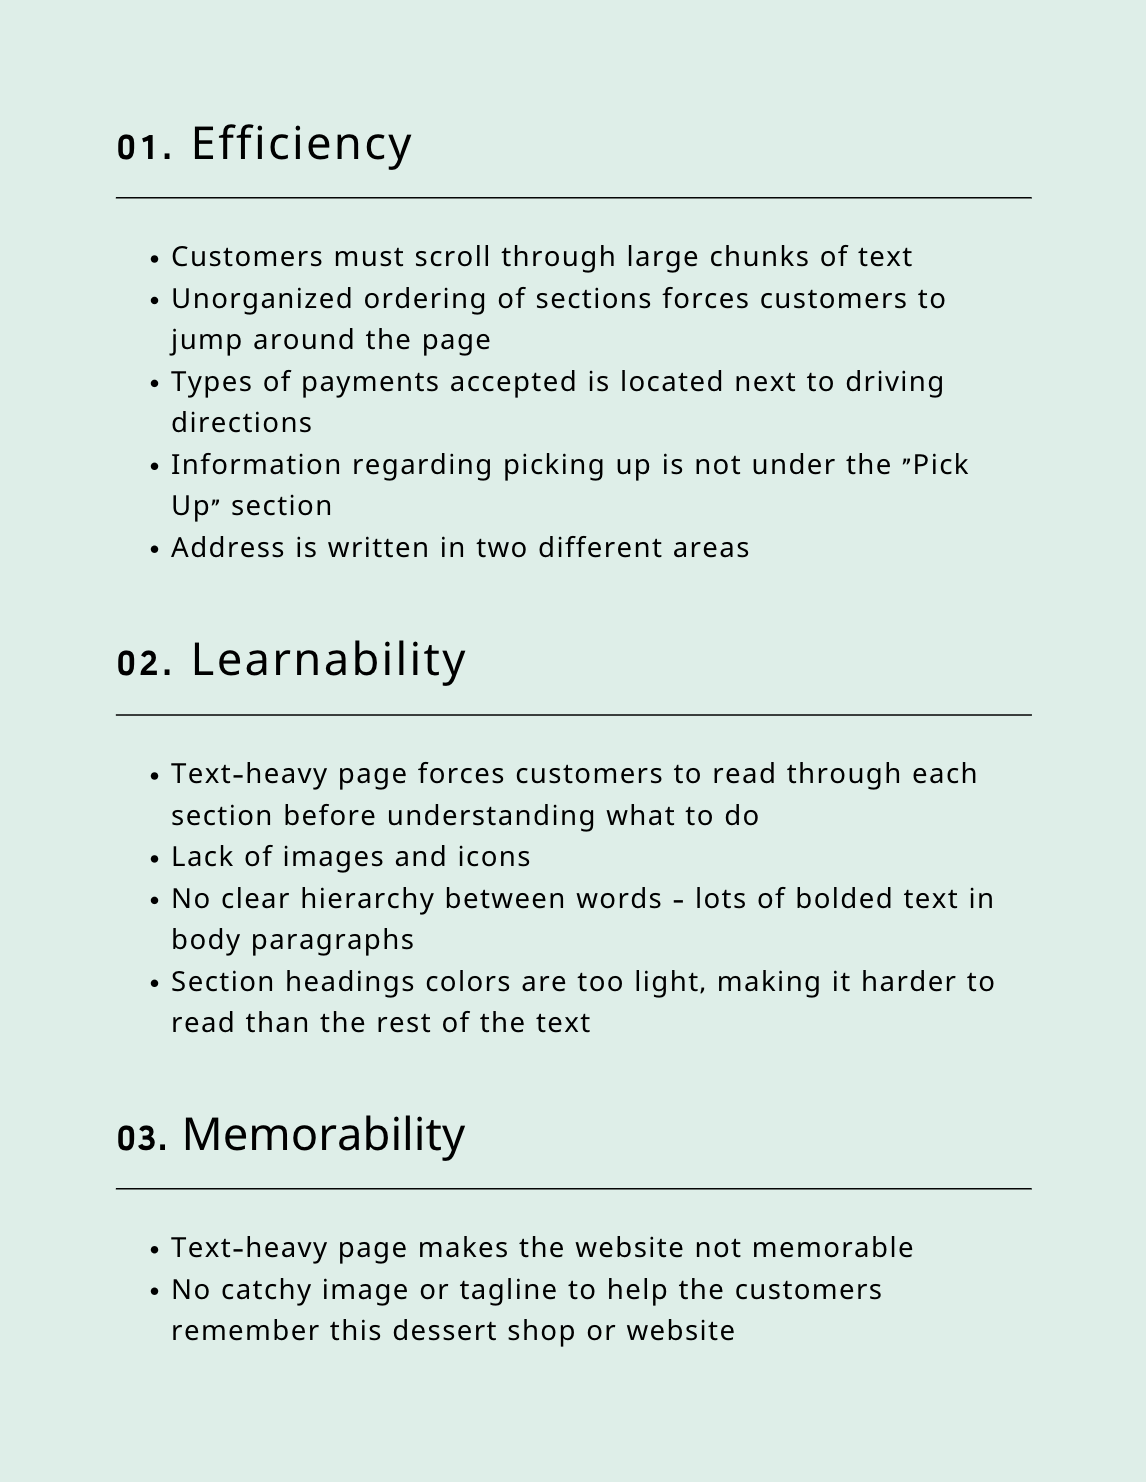 01. Efficiency
• Customers must scroll through large chunks of text
• Unorganized ordering of sections forces customers to
jump around the page
• Types of payments accepted is located next to driving
directions
• Information regarding picking up is not under the "Pick
Up" section
• Address is written in two different areas
02. Learnability
• Text-heavy page forces customers to read through each
section before understanding what to do
• Lack of images and icons
• No clear hierarchy between words - lots of bolded text in
body paragraphs
• Section headings colors are too light, making it harder to
read than the rest of the text
03. Memorability
• Text-heavy page makes the website not memorable
• No catchy image or tagline to help the customers
remember this dessert shop or website